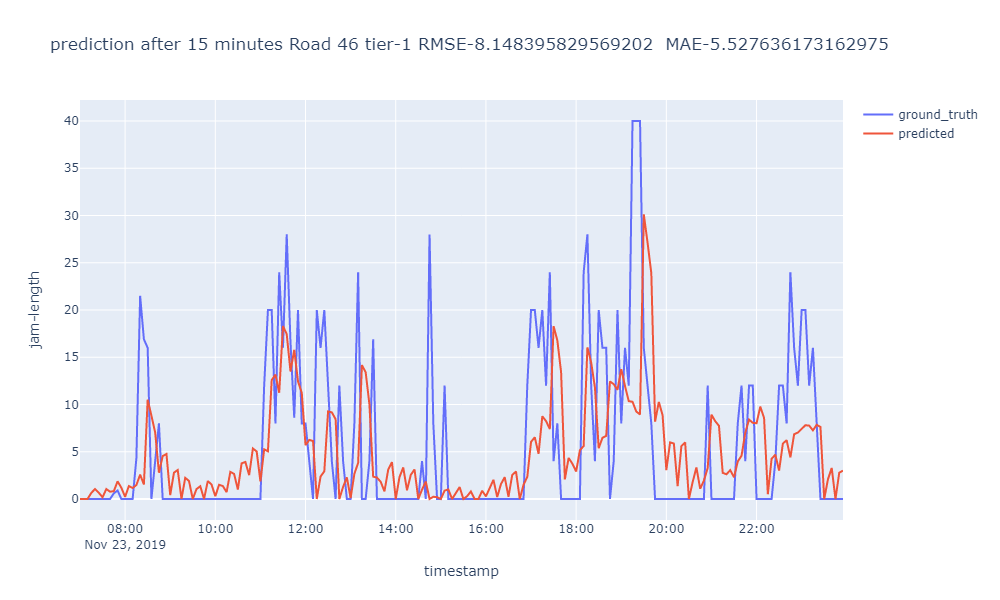 prediction after 15 minutes Road 46 tier-1 RMSE-8.148395829569202  MAE-5.527636173162975
ground_truth
predicted
jam-length
40
35
30
25
20
15
10
5
0
08:00 10:00 12:00 14:00 16:00 18:00 20:00 22:00
Nov 23, 2019
timestamp